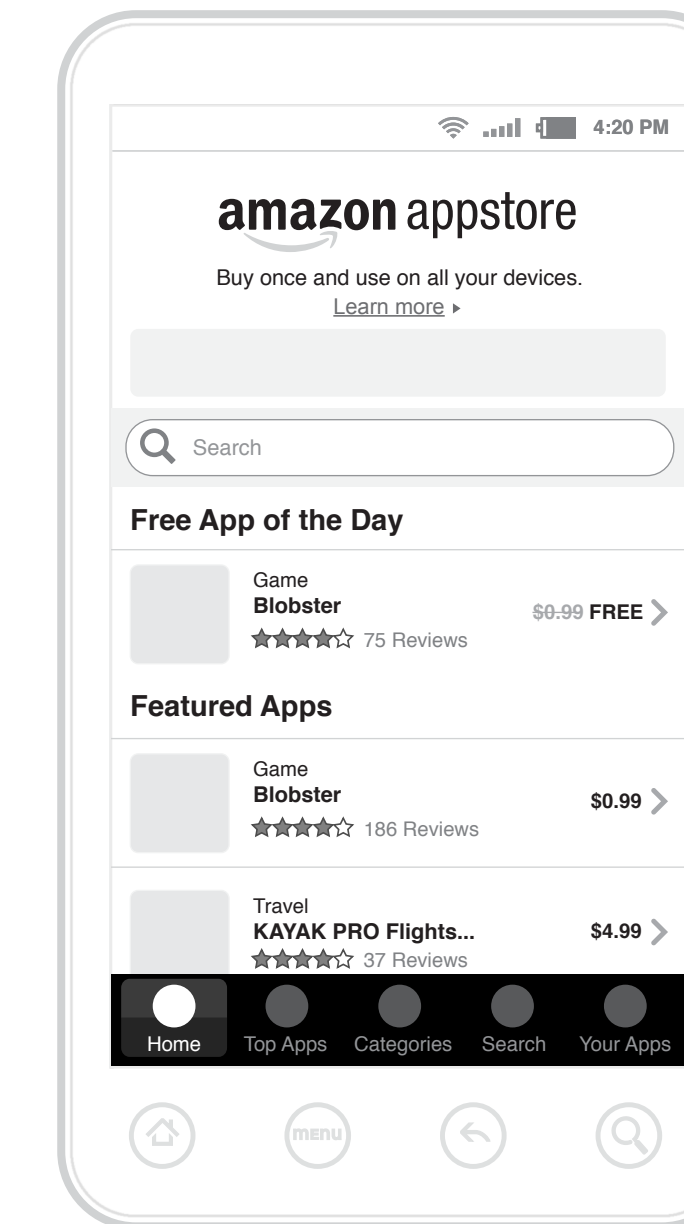 4:20 PM
amazon appstore
Buy once and use on all your devices.
Learn more
Search
Free App of the Day
Game
Blobster
$0.99 FREE
75 Reviews
Featured Apps
Game
Blobster
$0.99
186 Reviews
Travel
KAYAK PRO Flights...
$4.99
37 Reviews
Home Top Apps Categories Search Your Apps
MENU